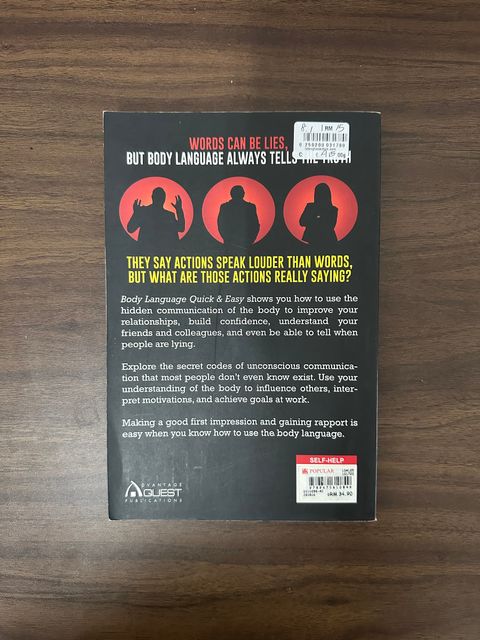 RM 15
WORDS CAN BE LIES,
BUT BODY LANGUAGE ALWAYS TELLS THE TRUTH
THEY SAY ACTIONS SPEAK LOUDER THAN WORDS,
BUT WHAT ARE THOSE ACTIONS REALLY SAYING?
Body Language Quick & Easy shows you how to use the
hidden communication of the body to improve your
relationships, build confidence, understand your
friends and colleagues, and even be able to tell when
people are lying.
Explore the secret codes of unconscious communica-
tion that most people don't even know exist. Use your
understanding of the body to influence others, inter-
pret motivations, and achieve goals at work.
Making a good first impression and gaining rapport is
easy when you know how to use the body language.
ADVANTAGE
QUEST
PUBLICATIONS
SELF-HELP
POPULAR
RM 34.90